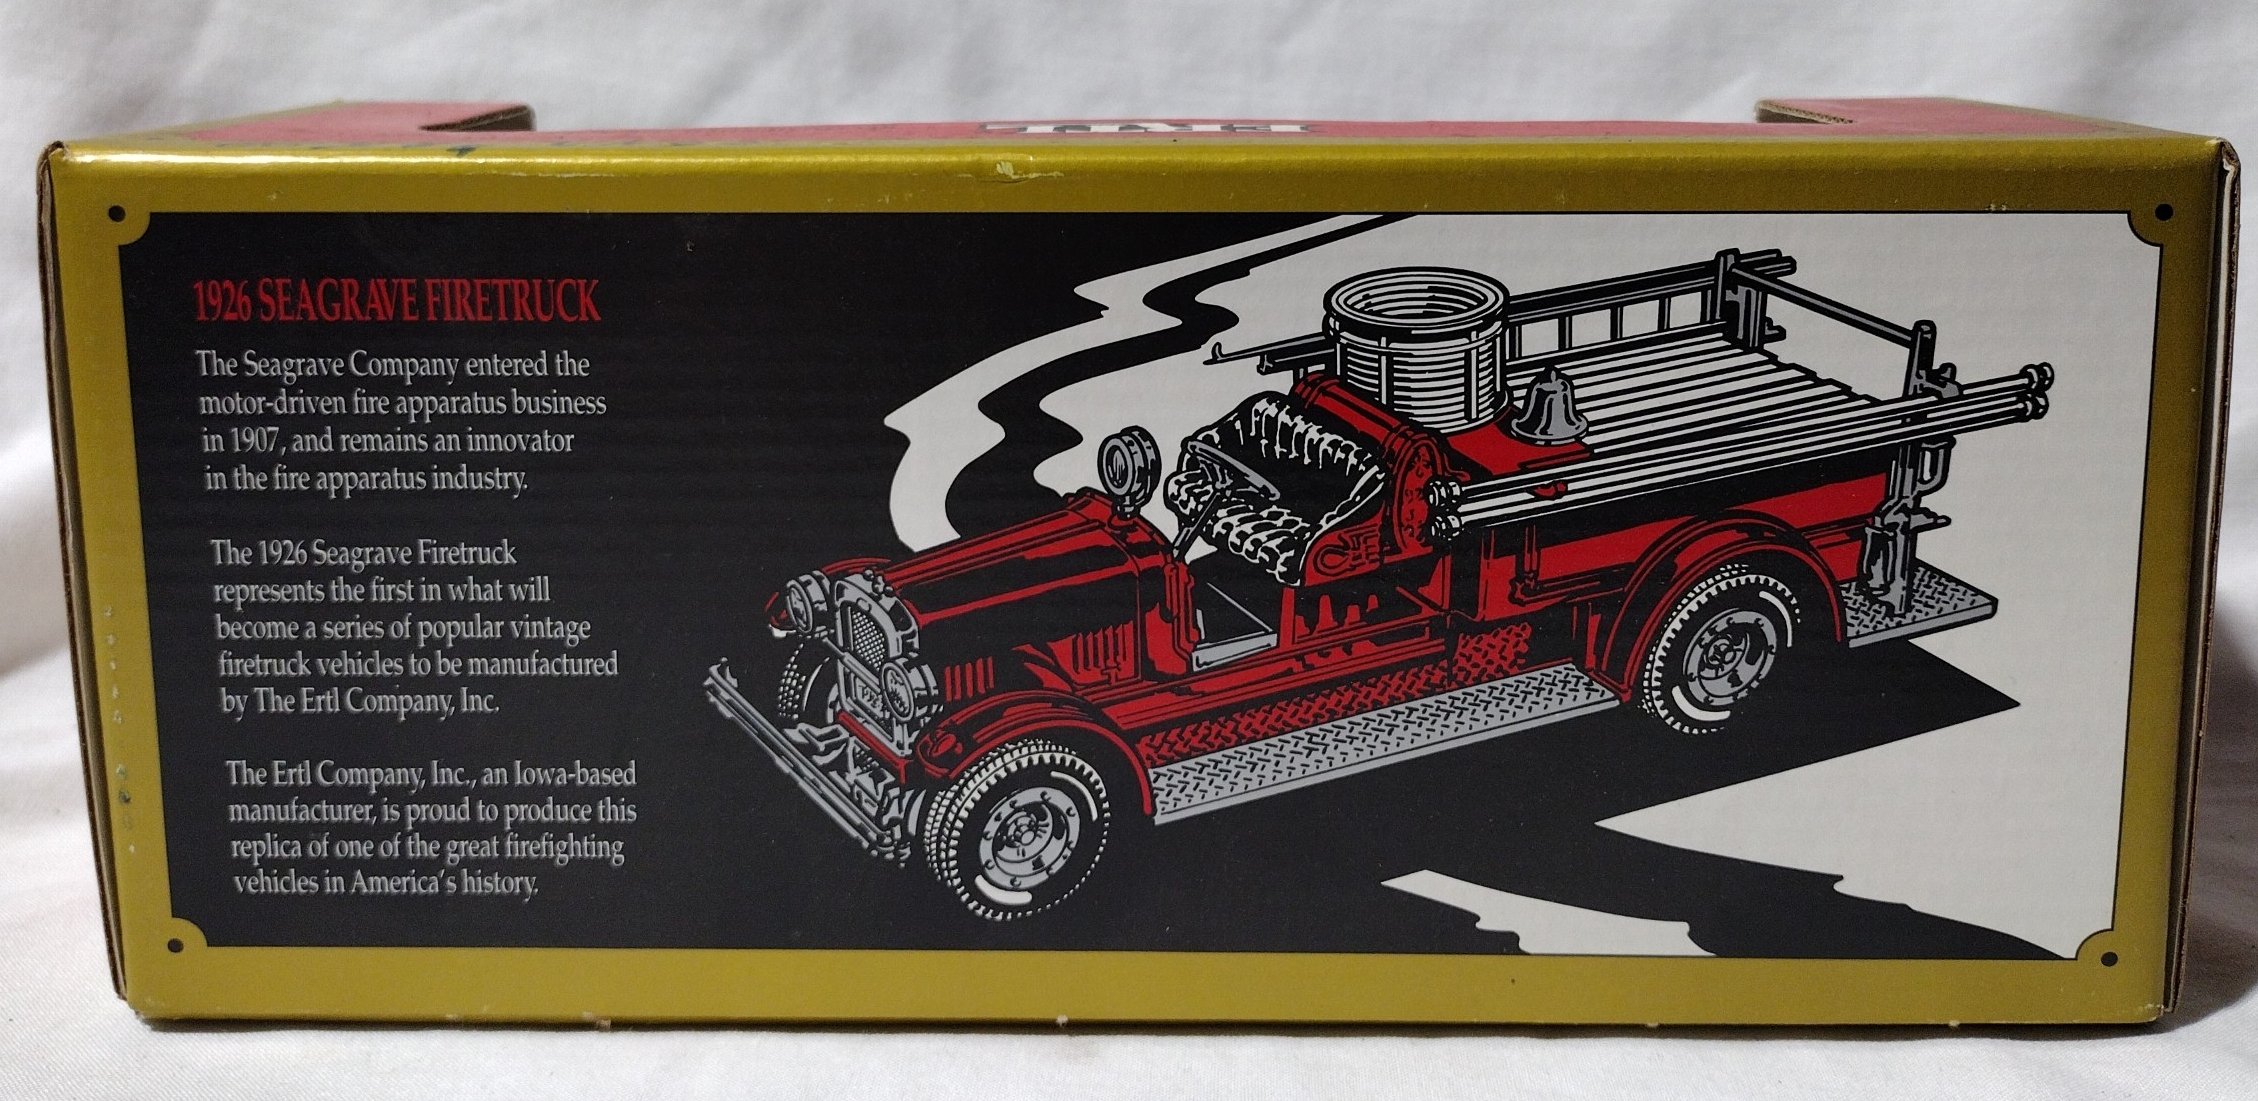 1926 SEAGRAVE FIRETRUCK
The Seagrave Company entered the
motor-driven fire apparatus business
in 1907, and remains an innovator
in the fire apparatus industry.
The 1926 Seagrave Firetruck
represents the first in what will
become a series of popular vintage
firetruck vehicles to be manufactured
by The Ertl Company, Inc.
The Ertl Company, Inc., an Iowa-based
manufacturer, is proud to produce this
replica of one of the great firefighting
vehicles in America's history.